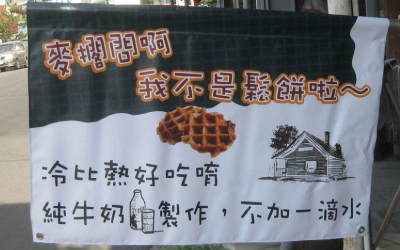 麥擱問啊
我不是鬆餅啦~
冷比熱好吃唷
純牛奶製作，不加一滴水